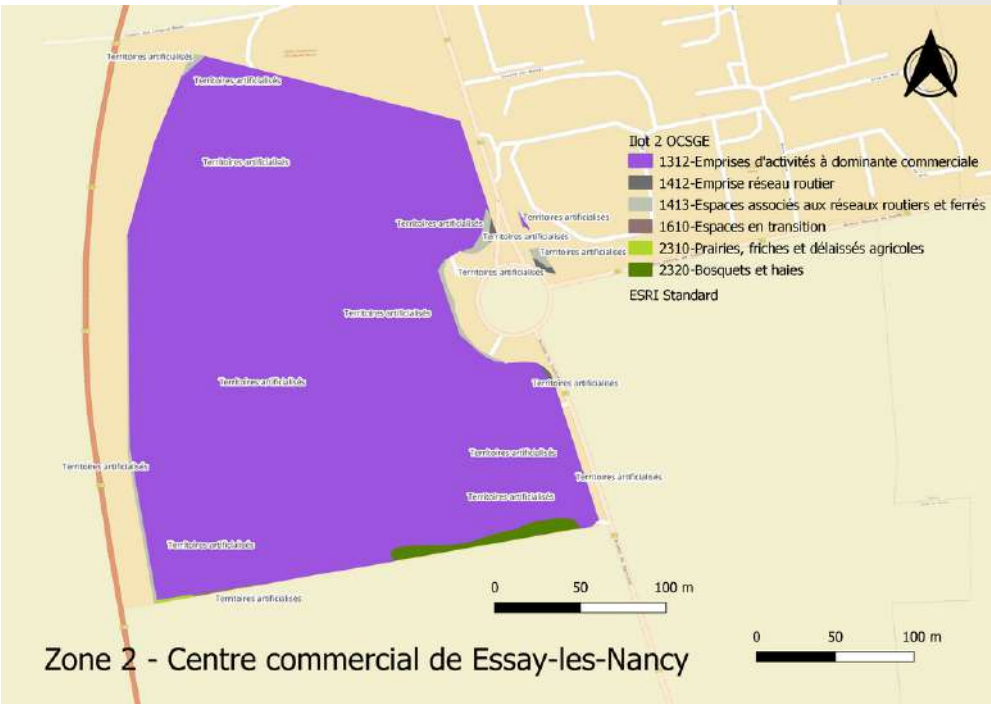 Territoires artificialisés
Territoires artificialisés
Territoires artificialisés
Ilot 2 OCSGE
1312-Emprises d'activités à dominante commerciale
1412-Emprise réseau routier
1413-Espaces associés aux réseaux routiers et ferrés
1610-Espaces en transition
2310-Prairies, friches et délaissés agricoles
2320-Bosquets et haies
ESRI Standard
Territoires artificialisés
Territoires artificialisés
Territoires artificialisés
Territoires artificialisés
Territoires artificialisés
Territoires artificialisés
Territoires artificialisés
Territoires artificialisés
Territoires artificialisés
Territoires artificialisés
Territoires artificialisés
Territoires artificialisés
Territoires artificialisés
Territoires artificialisés
0 50 100 m
0 50 100 m
Zone 2 - Centre commercial de Essay-les-Nancy